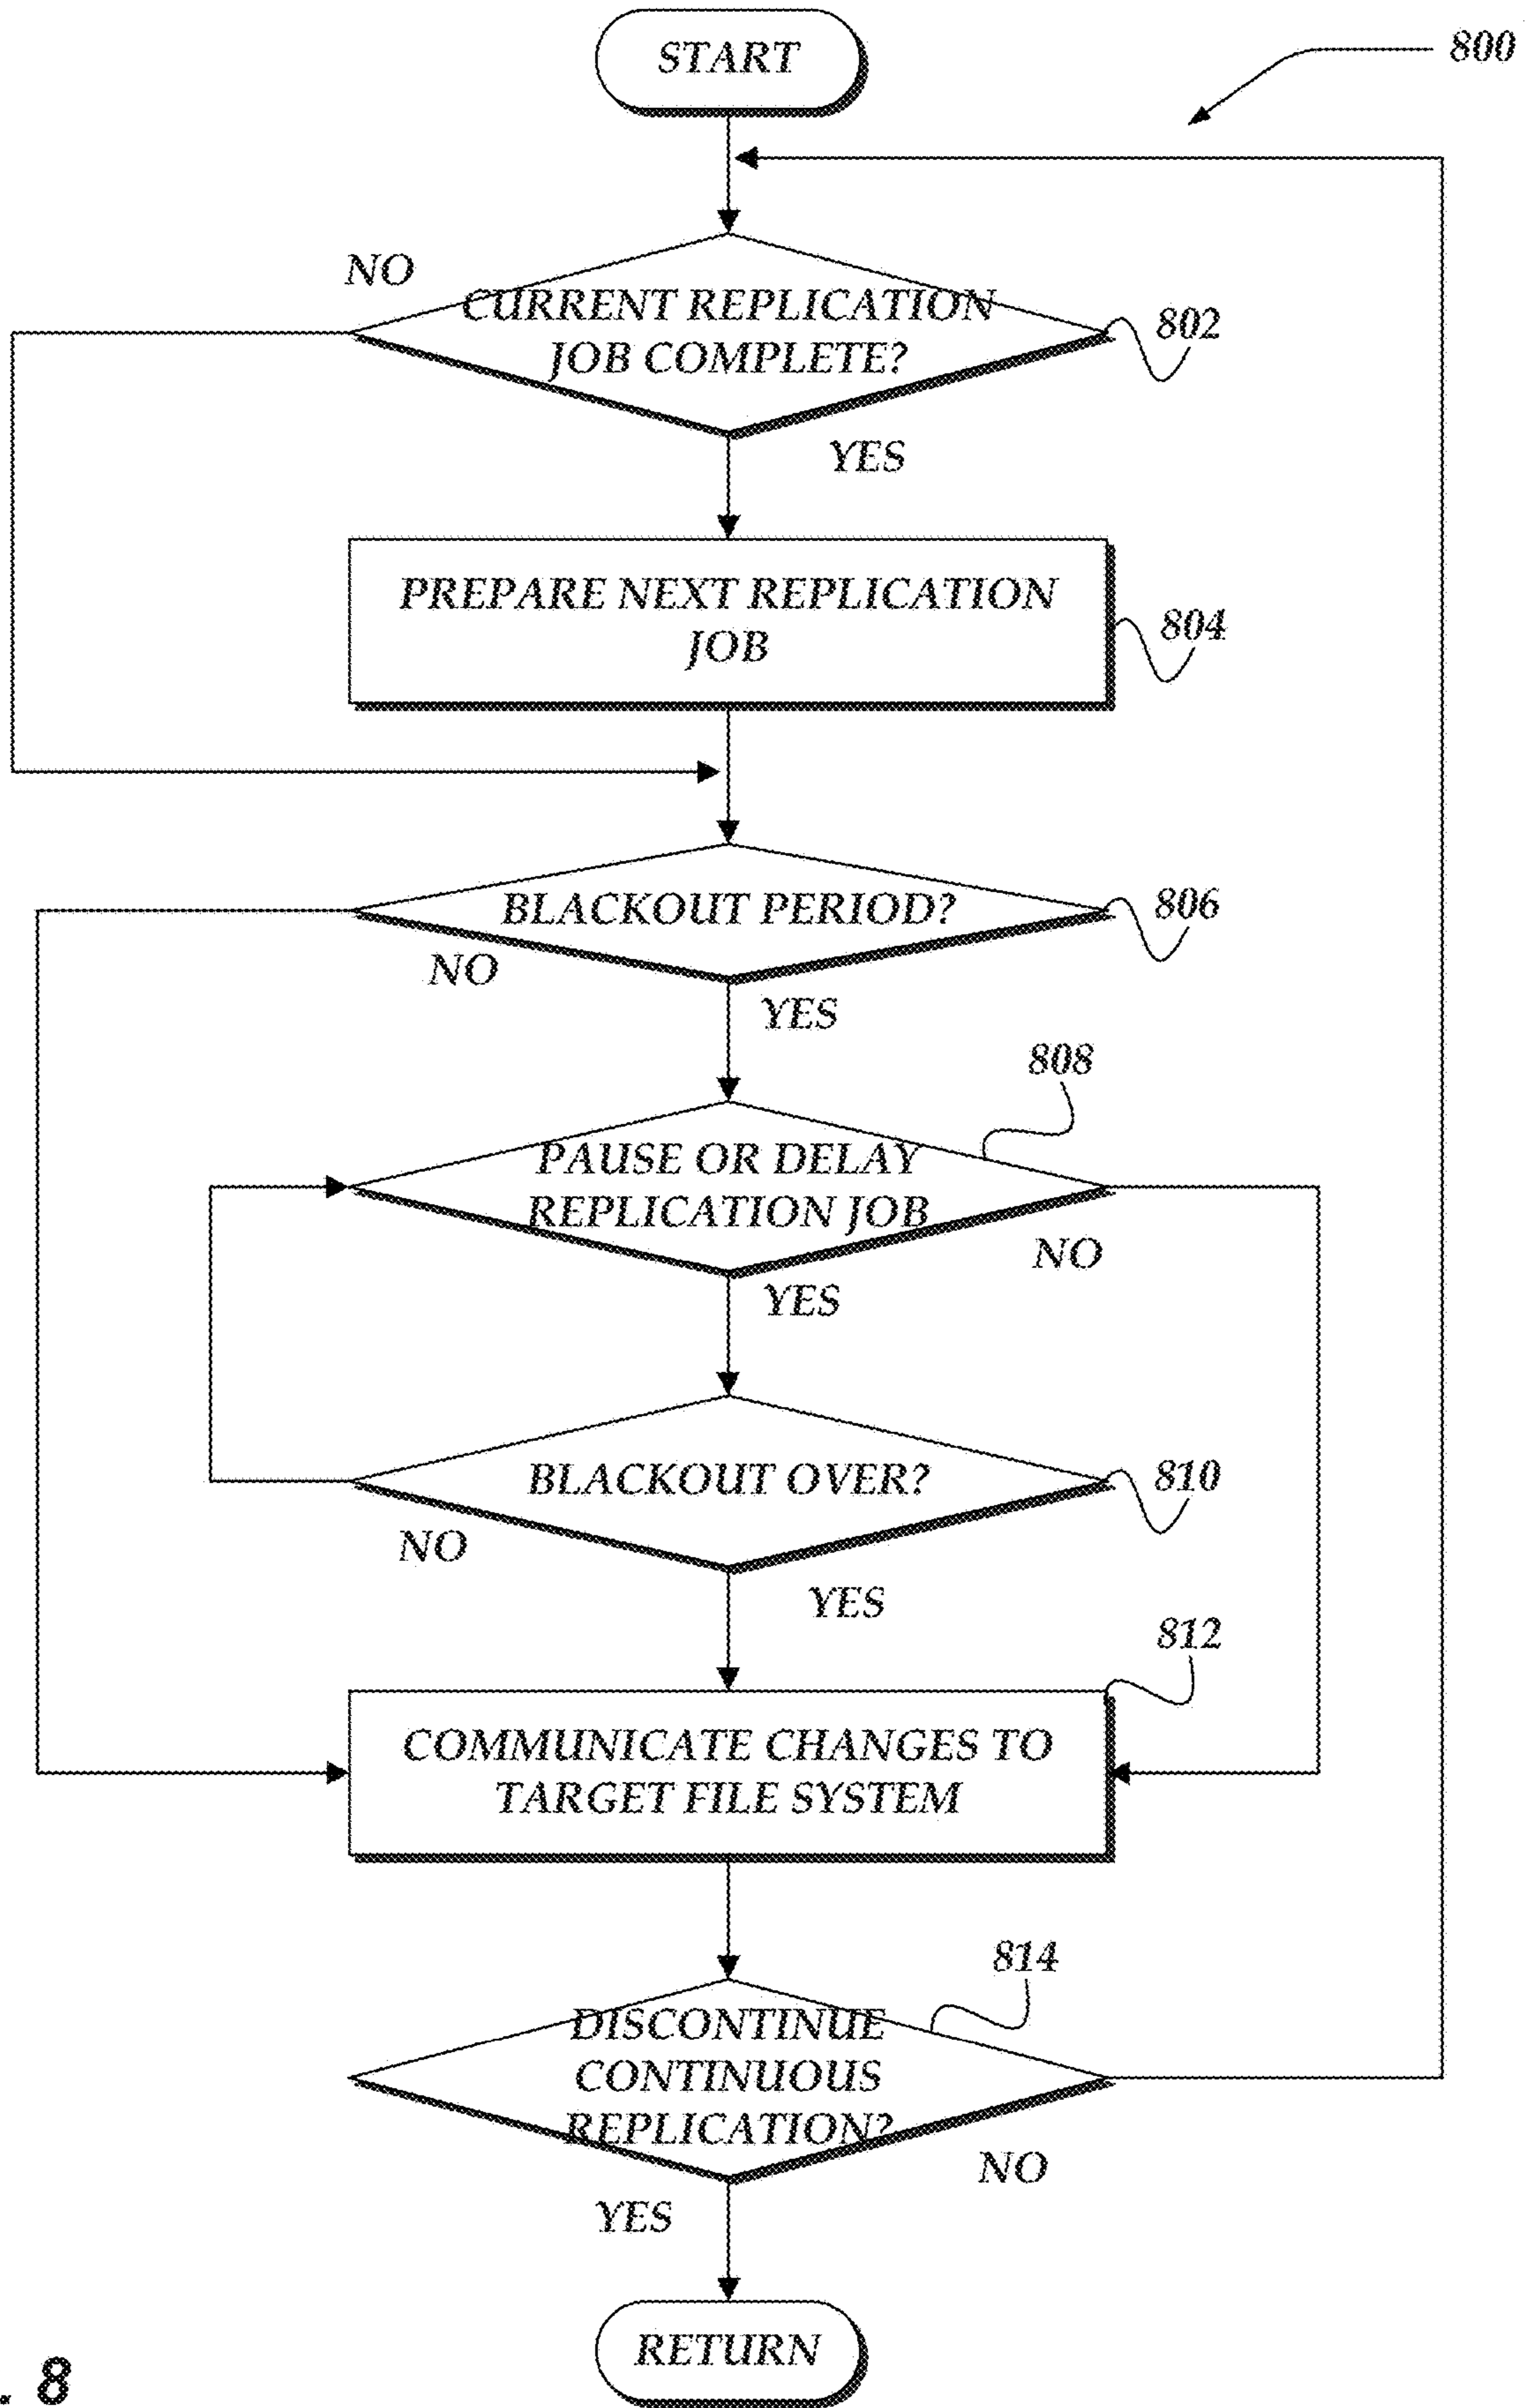 START
800
NO
CURRENT REPLICATION
JOB COMPLETE?
802
YES
PREPARE NEXT REPLICATION
JOB
804
BLACKOUT PERIOD?
806
NO
YES
808
PAUSE OR DELAY
REPLICATION JOB
NO
YES
BLACKOUT OVER?
810
NO
YES
812
COMMUNICATE CHANGES TO
TARGET FILE SYSTEM
814
DISCONTINUE
CONTINUOUS
REPLICATION?
NO
YES
RETURN
. 8